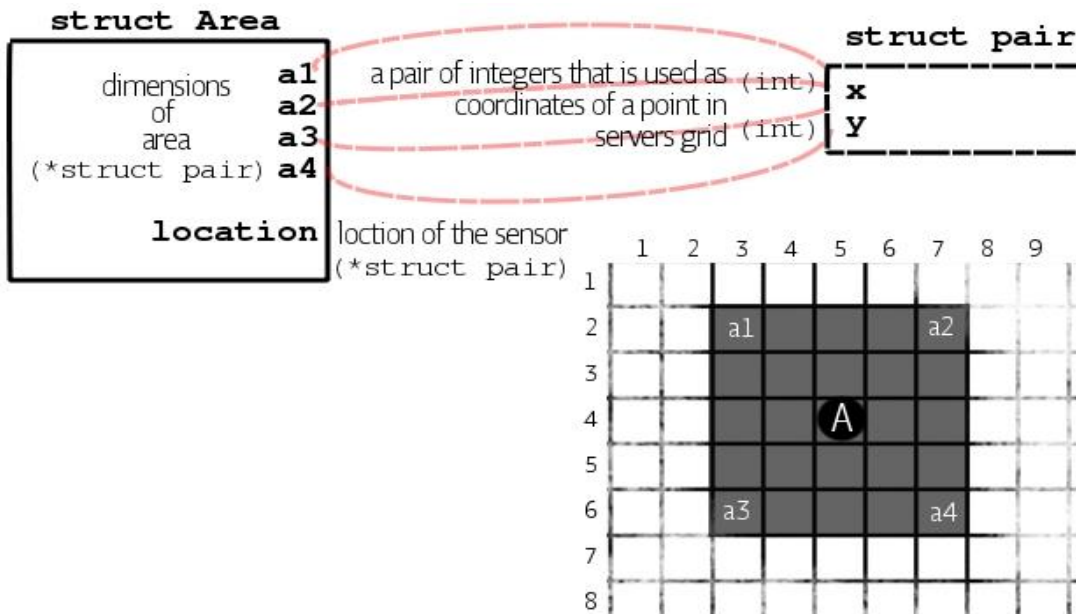 struct Area
dimensions
of
area
(*struct pair)
a1
a2
a3
a4
location
loction of the sensor
(*struct pair)
a pair of integers that is used as
coordinates of a point in
servers grid
(int)
(int)
struct pair
x
y
1 2 3 4 5 6 7 8 9
1
2 a1 a2
3
4 A
5
6 a3 a4
7
8